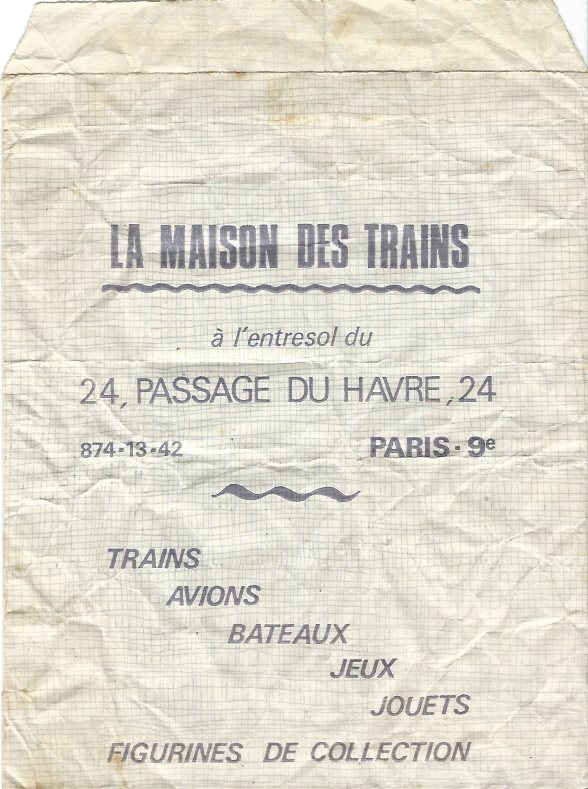 LA MAISON DES TRAINS
à l'entresol du
24, PASSAGE DU HAVRE, 24
874-13-42 PARIS - 9e
TRAINS
AVIONS
BATEAUX
JEUX
JOUETS
FIGURINES DE COLLECTION